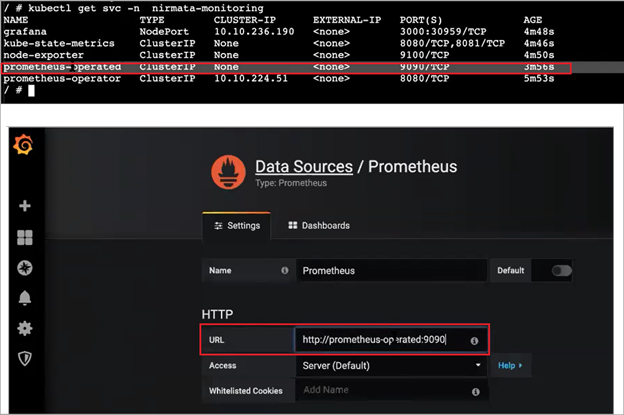 / # kubectl get svc -n nirmata-monitoring
NAME TYPE CLUSTER-IP EXTERNAL-IP PORT(S) AGE
grafana NodePort 10.10.236.190 <none> 3000:30959/TCP 4m48s
kube-state-metrics ClusterIP None <none> 8080/TCP,8081/TCP 4m46s
node-exporter ClusterIP None <none> 9100/TCP 4m50s
prometheus-operated ClusterIP None <none> 9090/TCP 3m56s
prometheus-operator ClusterIP 10.10.224.51 <none> 8080/TCP 5m53s
/ #
Data Sources / Prometheus
Type: Prometheus
Settings Dashboards
Name Prometheus Default
HTTP
URL http://prometheus-operated:9090
Access Server (Default) Help
Whitelisted Cookies Add Name